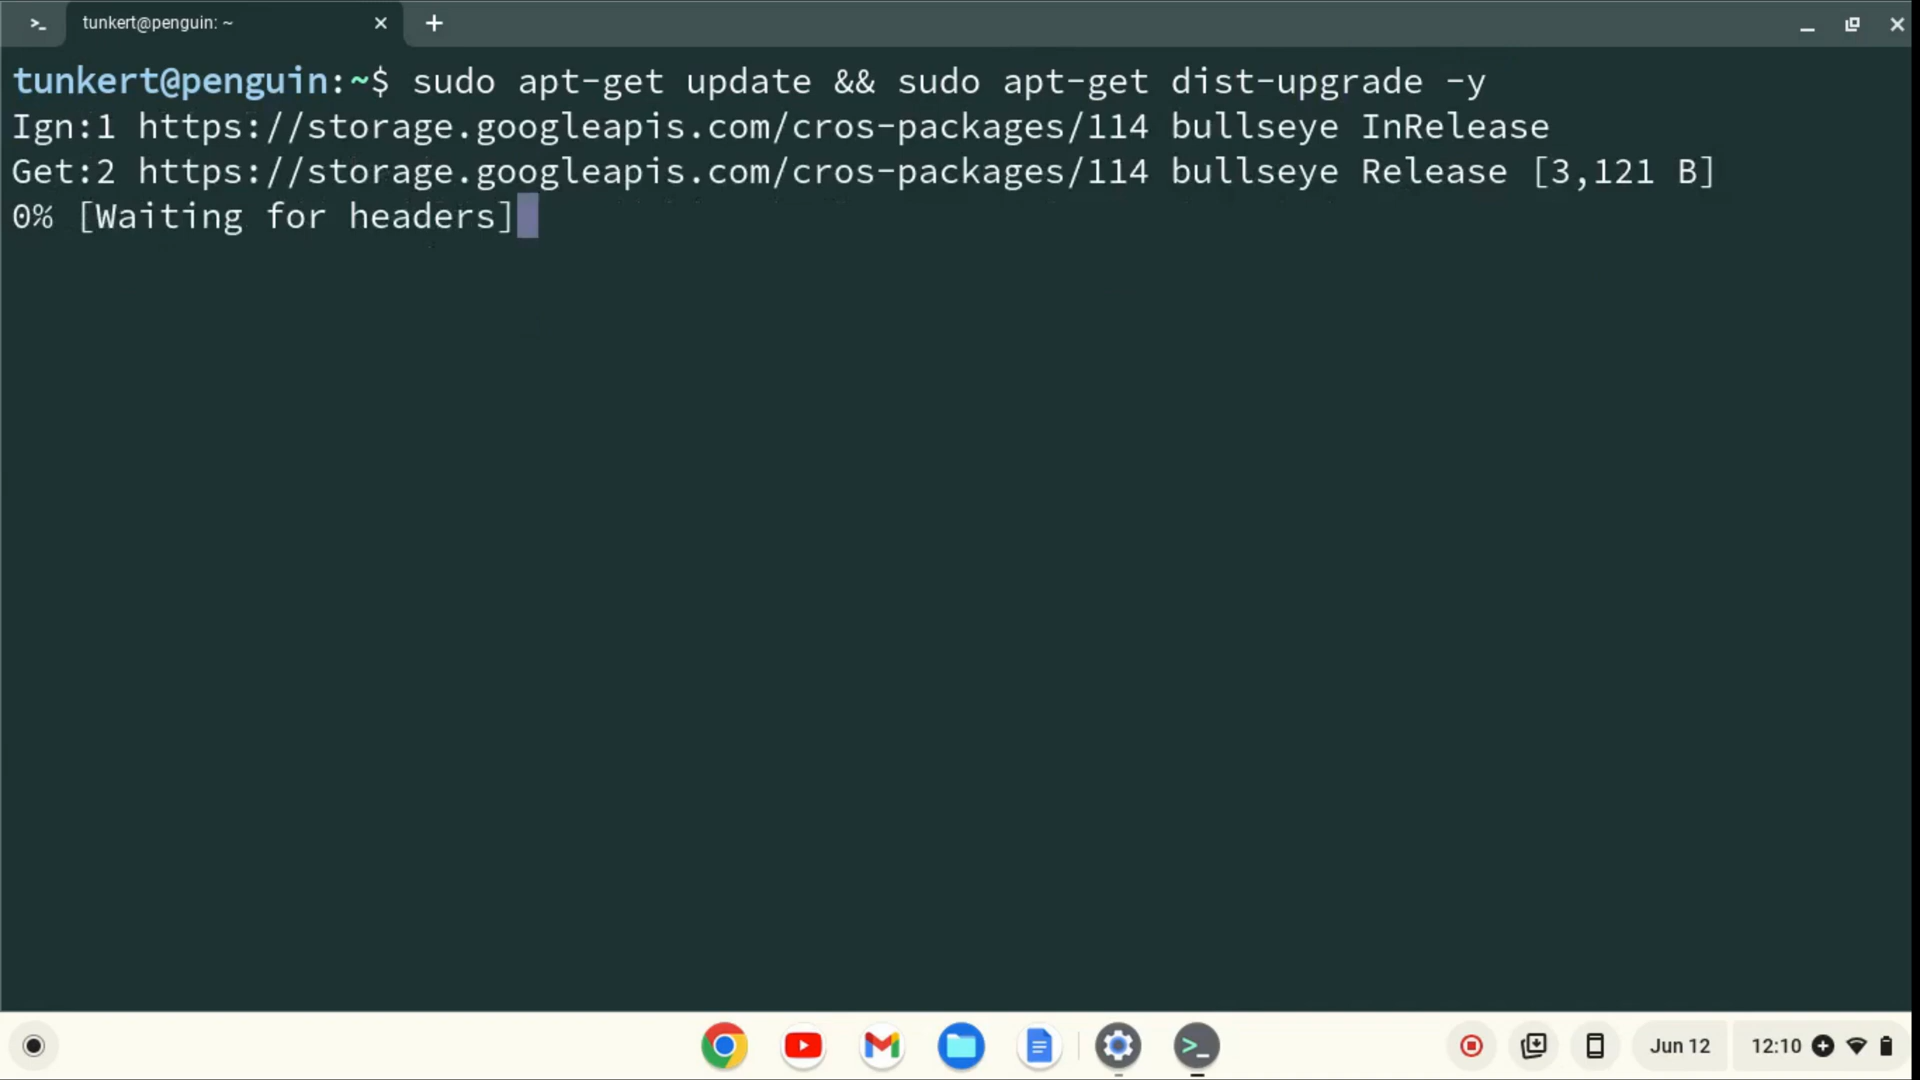 >_ tunkert@penguin: ~
tunkert@penguin:~$ sudo apt-get update && sudo apt-get dist-upgrade -y
Ign:1 https://storage.googleapis.com/cros-packages/114 bullseye InRelease
Get:2 https://storage.googleapis.com/cros-packages/114 bullseye Release [3,121 B]
0% [Waiting for headers]
>_ Jun 12 12:10